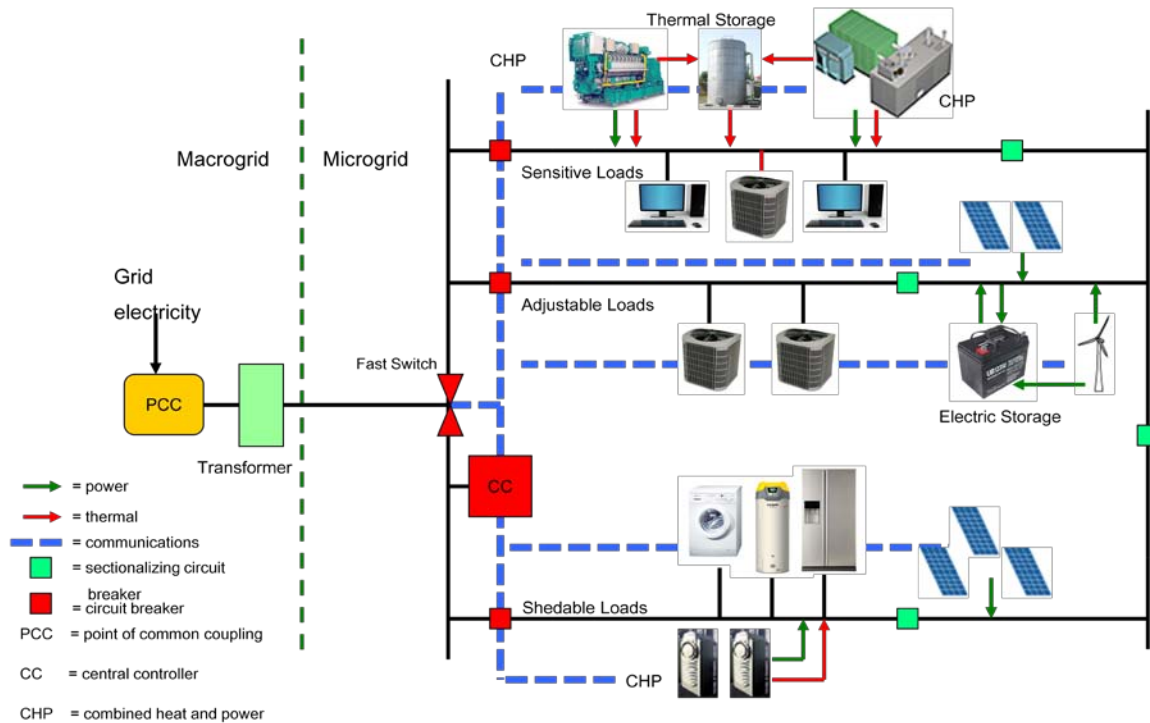 Thermal Storage
CHP
CHP
Macrogrid
Microgrid
Sensitive Loads
Grid
electricity
Adjustable Loads
Fast Switch
PCC
Electric Storage
Transformer
CC
= power
= thermal
= communications
= sectionalizing circuit
breaker
= circuit breaker
Shedable Loads
PCC = point of common coupling
CC = central controller
CHP
CHP = combined heat and power